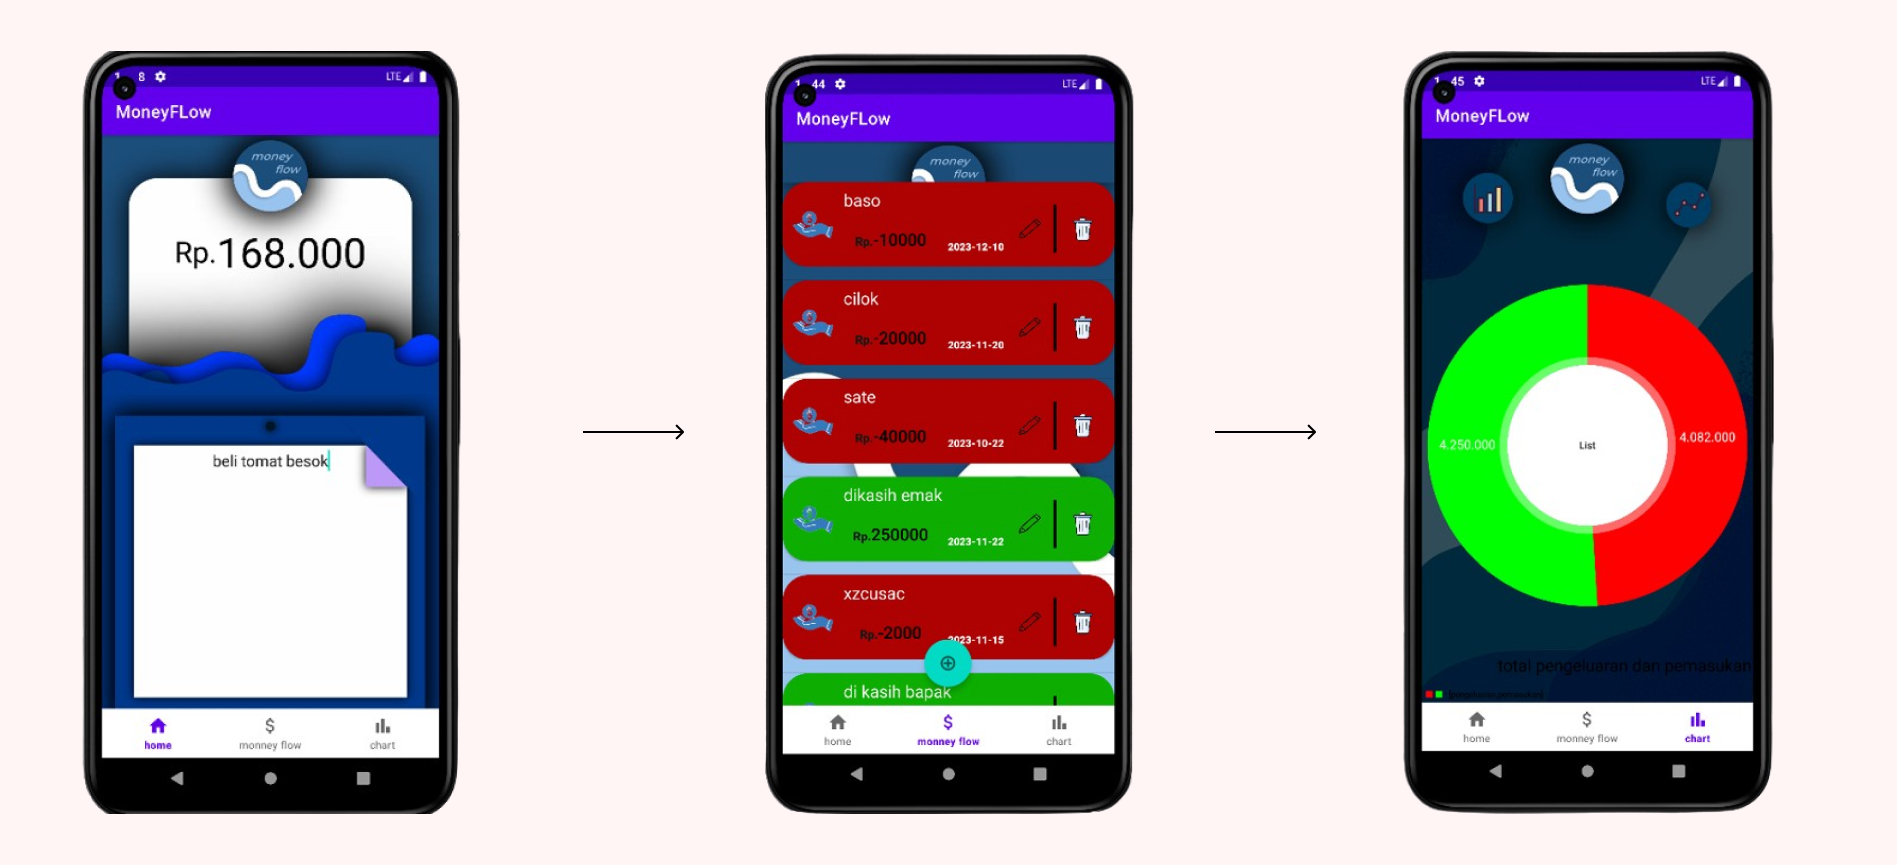 8
LTE
MoneyFLow
money
flow
Rp.168.000
beli tomat besok
home
monney flow
chart
44
LTE
MoneyFLow
money
flow
baso
Rp.-10000
2023-12-10
cilok
Rp.-20000
2023-11-20
sate
Rp.-40000
2023-10-22
dikasih emak
Rp.250000
2023-11-22
xzcusac
Rp.-2000
2023-11-15
di kasih bapak
home
monney flow
chart
1 45
LTE
MoneyFLow
money
flow
4.250.000
List
4.082.000
total pengeluaran dan pemasukan
home
monney flow
chart